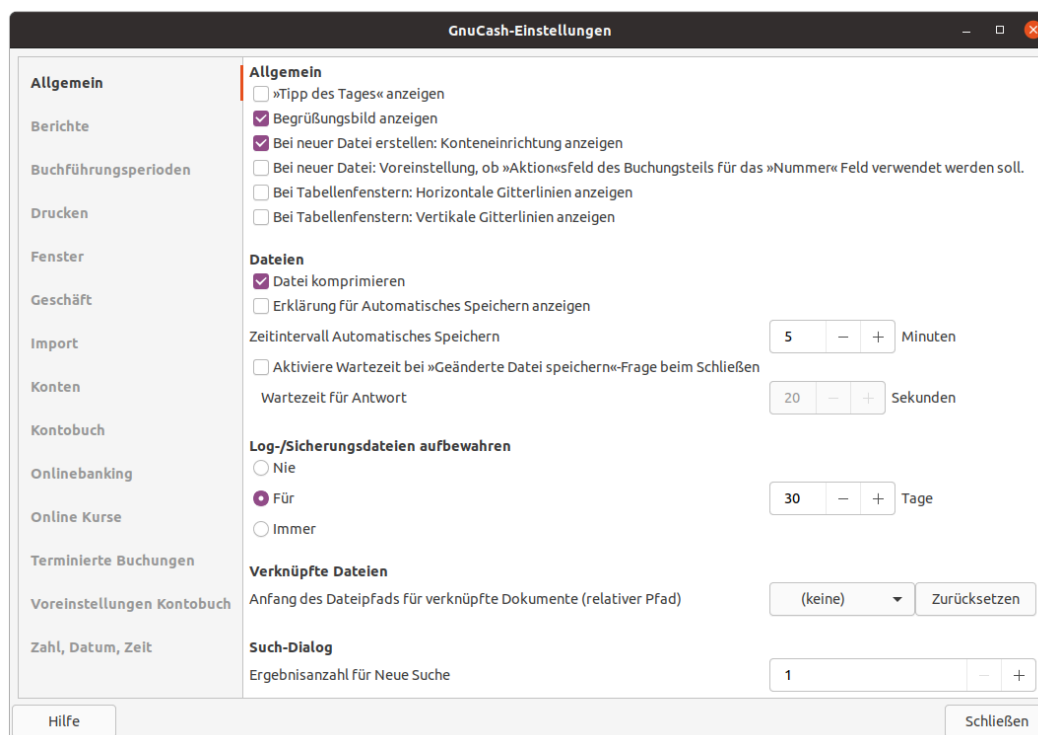 GnuCash-Einstellungen
Allgemein
Berichte
Buchführungsperioden
Drucken
Fenster
Geschäft
Import
Konten
Kontobuch
Onlinebanking
Online Kurse
Terminierte Buchungen
Voreinstellungen Kontobuch
Zahl, Datum, Zeit
Allgemein
»Tipp des Tages« anzeigen
Begrüßungsbild anzeigen
Bei neuer Datei erstellen: Konteneinrichtung anzeigen
Bei neuer Datei: Voreinstellung, ob »Aktion«sfeld des Buchungsteils für das »Nummer« Feld verwendet werden soll.
Bei Tabellenfenstern: Horizontale Gitterlinien anzeigen
Bei Tabellenfenstern: Vertikale Gitterlinien anzeigen
Dateien
Datei komprimieren
Erklärung für Automatisches Speichern anzeigen
Zeitintervall Automatisches Speichern 5 − + Minuten
Aktiviere Wartezeit bei »Geänderte Datei speichern«-Frage beim Schließen
Wartezeit für Antwort 20 − + Sekunden
Log-/Sicherungsdateien aufbewahren
Nie
Für 30 − + Tage
Immer
Verknüpfte Dateien
Anfang des Dateipfads für verknüpfte Dokumente (relativer Pfad) (keine) Zurücksetzen
Such-Dialog
Ergebnisanzahl für Neue Suche 1 − +
Hilfe Schließen